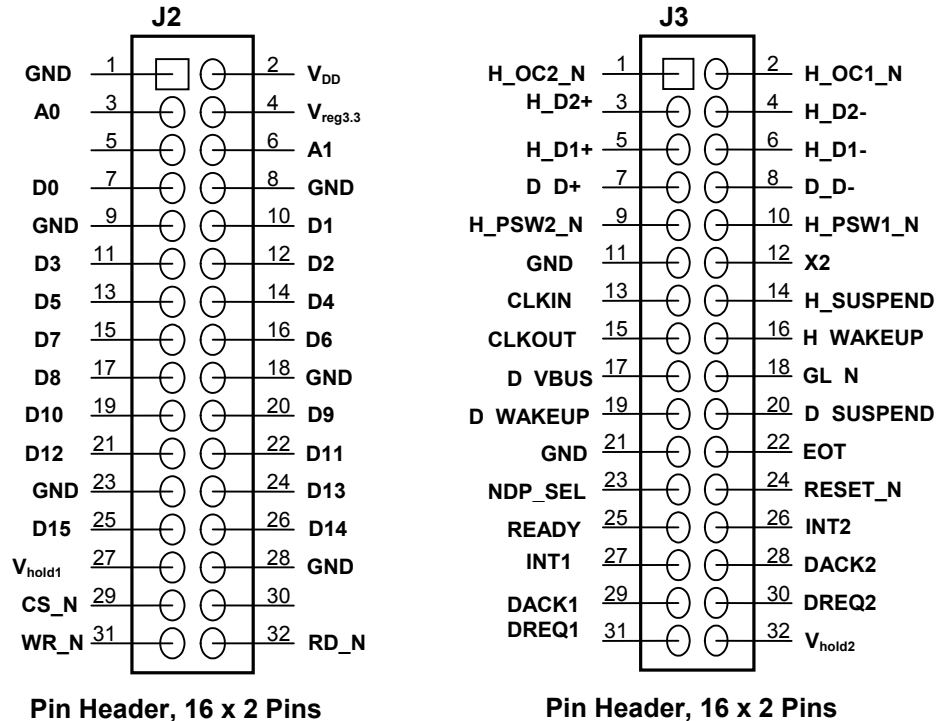 J2
GND 1 2 VDD
A0 3 4 Vreg3.3
5 6 A1
D0 7 8 GND
GND 9 10 D1
D3 11 12 D2
D5 13 14 D4
D7 15 16 D6
D8 17 18 GND
D10 19 20 D9
D12 21 22 D11
GND 23 24 D13
D15 25 26 D14
Vhold1 27 28 GND
CS_N 29 30
WR_N 31 32 RD_N
Pin Header, 16 x 2 Pins
J3
H_OC2_N 1 2 H_OC1_N
H_D2+ 3 4 H_D2-
H_D1+ 5 6 H_D1-
D D+ 7 8 D_D-
H_PSW2_N 9 10 H_PSW1_N
GND 11 12 X2
CLKIN 13 14 H_SUSPEND
CLKOUT 15 16 H WAKEUP
D VBUS 17 18 GL N
D WAKEUP 19 20 D SUSPEND
GND 21 22 EOT
NDP_SEL 23 24 RESET_N
READY 25 26 INT2
INT1 27 28 DACK2
DACK1 29 30 DREQ2
DREQ1 31 32 Vhold2
Pin Header, 16 x 2 Pins